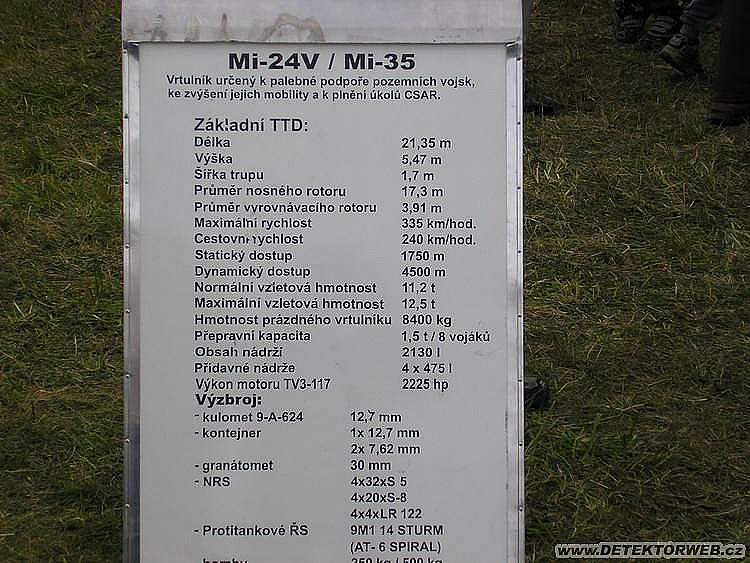 Mi-24V / Mi-35
Vrtulník určený k palebné podpoře pozemních vojsk,
ke zvýšení jejich mobility a k plnění úkolů CSAR.
Základní TTD:
Délka 21,35 m
Výška 5,47 m
Šířka trupu 1,7 m
Průměr nosného rotoru 17,3 m
Průměr vyrovnávacího rotoru 3,91 m
Maximální rychlost 335 km/hod.
Cestovní rychlost 240 km/hod.
Statický dostup 1750 m
Dynamický dostup 4500 m
Normální vzletová hmotnost 11,2 t
Maximální vzletová hmotnost 12,5 t
Hmotnost prázdného vrtulníku 8400 kg
Přepravní kapacita 1,5 t / 8 vojáků
Obsah nádrží 2130 l
Přídavné nádrže 4 x 475 l
Výkon motoru TV3-117 2225 hp
Výzbroj:
- kulomet 9-A-624 12,7 mm
- kontejner 1x 12,7 mm
2x 7,62 mm
- granátomet 30 mm
- NRS 4x32xS 5
4x20xS-8
4x4xLR 122
- Protitankové ŘS 9M1 14 STURM
(AT- 6 SPIRAL)
- bomby 250 kg / 500 kg
WWW.DETEKTORWEB.CZ